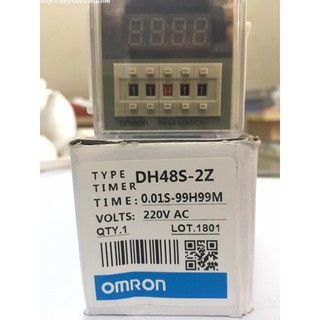 TYPE DH48S-2Z
TIMER
TIME: 0.01S-99H99M
VOLTS: 220V AC
QTY.1 LOT.1801
OMRON